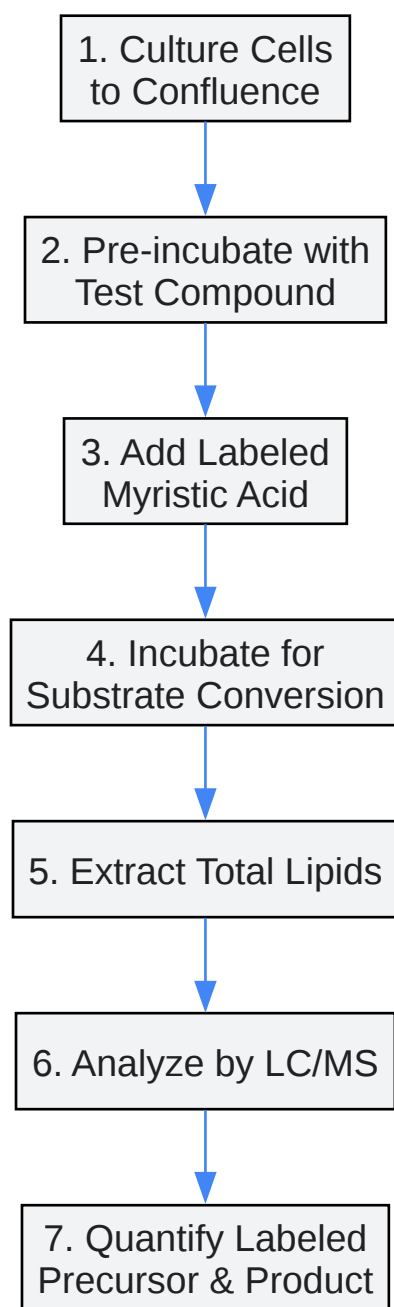 1. Culture Cells
to Confluence
2. Pre-incubate with
Test Compound
3. Add Labeled
Myristic Acid
4. Incubate for
Substrate Conversion
5. Extract Total Lipids
6. Analyze by LC/MS
7. Quantify Labeled
Precursor & Product